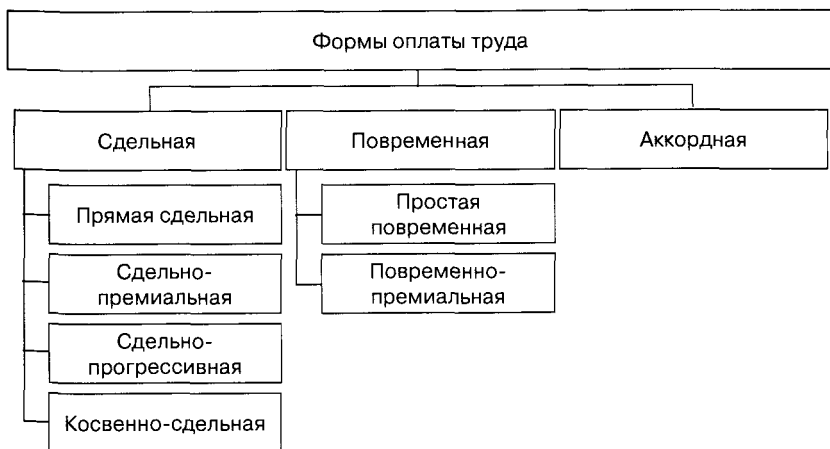 Формы оплаты труда
Сдельная
Повременная
Аккордная
Прямая сдельная
Сдельно-
премиальная
Сдельно-
прогрессивная
Косвенно-сдельная
Простая
повременная
Повременно-
премиальная